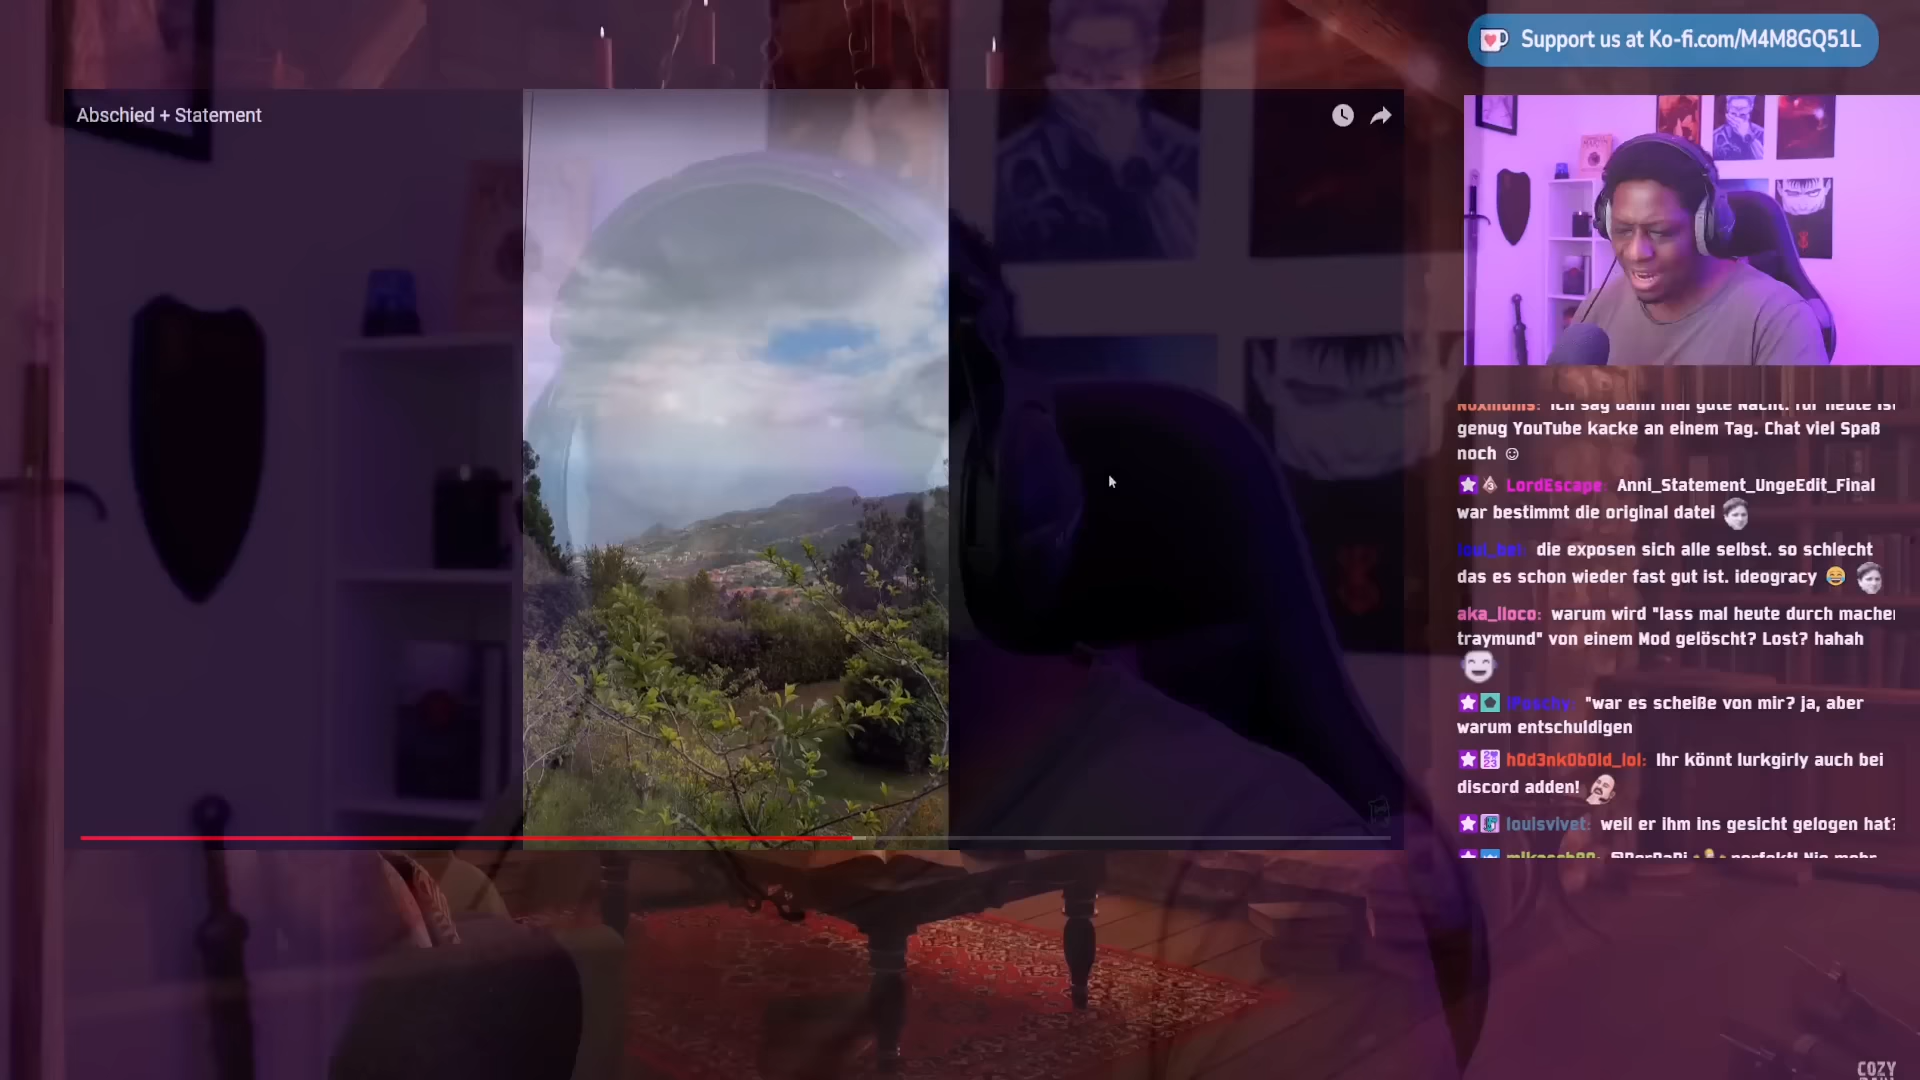 Support us at Ko-fi.com/M4M8GQ51L
Abschied + Statement
genug YouTube kacke an einem Tag. Chat viel Spaß
noch ☺
LordEscape: Anni_Statement_UngeEdit_Final
war bestimmt die original datei
die exposen sich alle selbst. so schlecht
das es schon wieder fast gut ist. ideogracy 😂
aka_lloco: warum wird "lass mal heute durch machen
traymund" von einem Mod gelöscht? Lost? hahah
"war es scheiße von mir? ja, aber
warum entschuldigen
h0d3nk0b0ld_lol: Ihr könnt lurkgirly auch bei
discord adden!
louisvivet: weil er ihm ins gesicht gelogen hat?
COZY